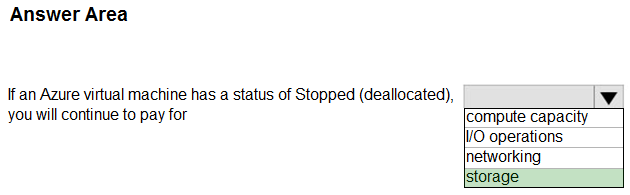 Answer Area
If an Azure virtual machine has a status of Stopped (deallocated),
you will continue to pay for
compute capacity
I/O operations
networking
storage